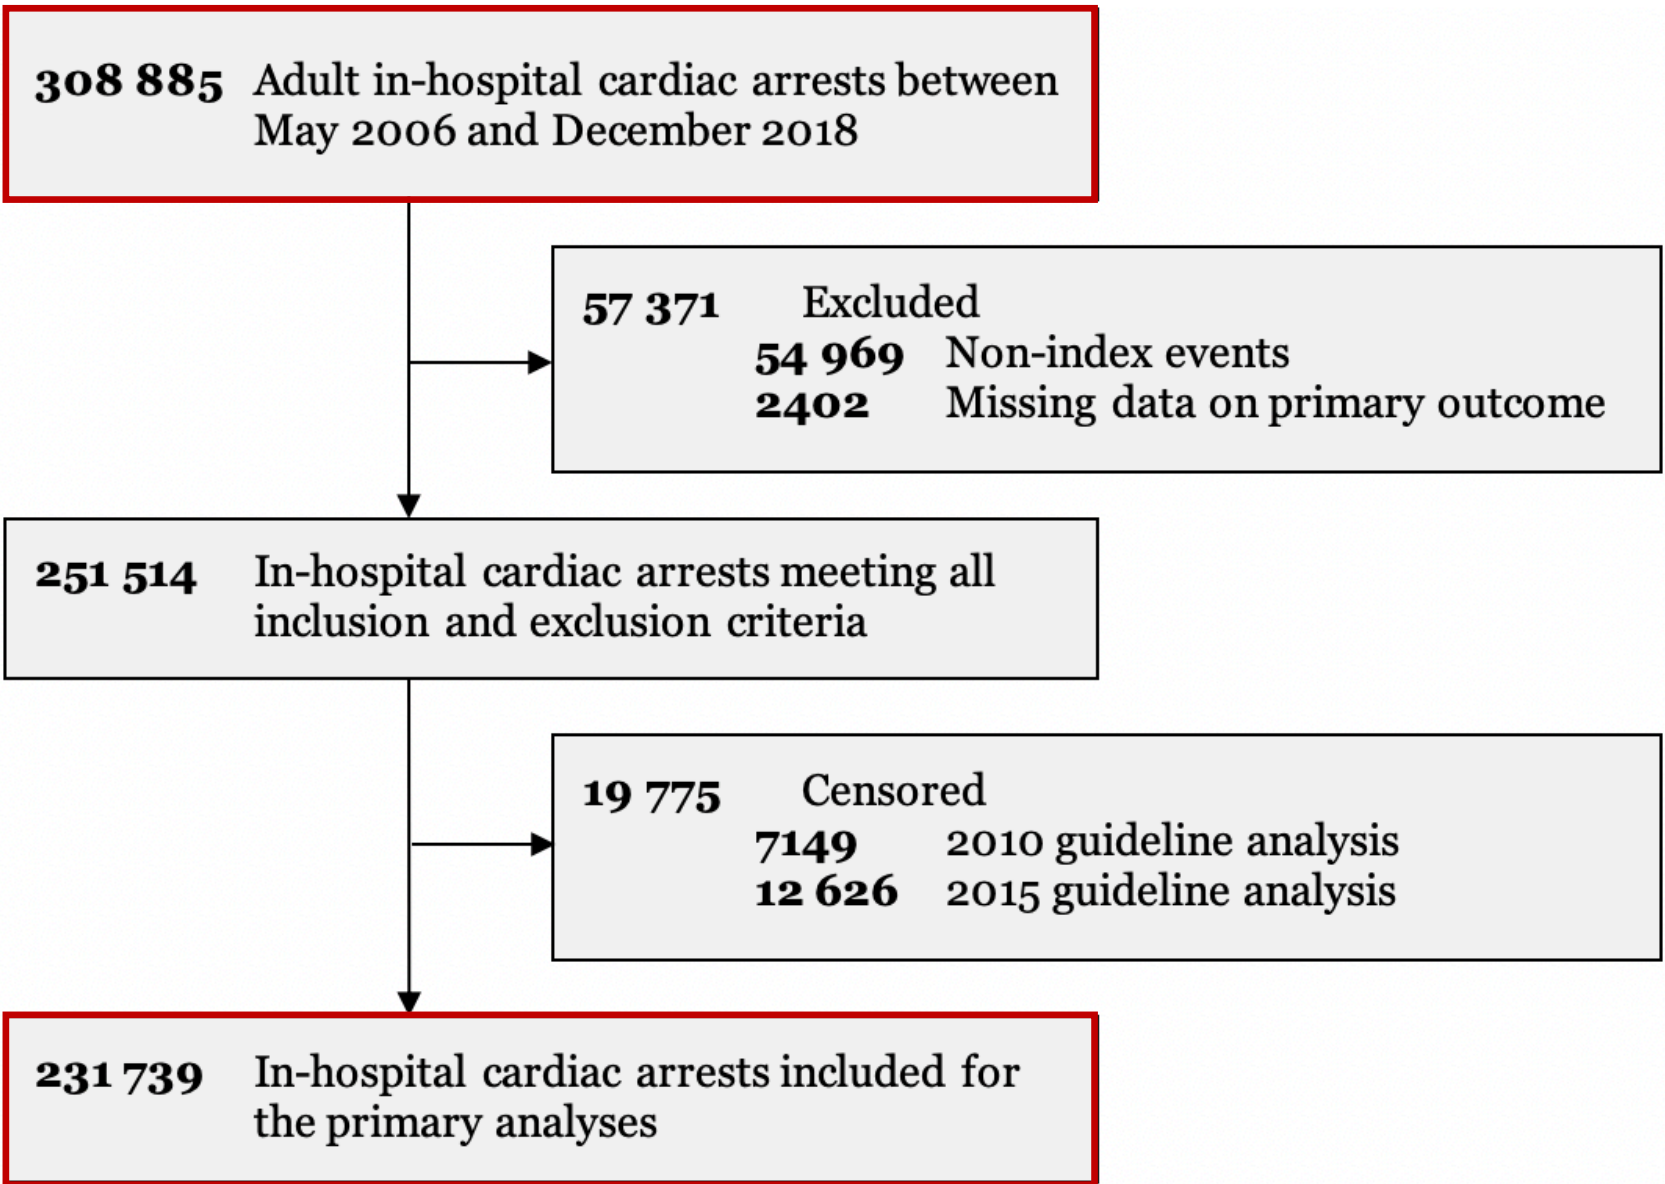 308 885 Adult in-hospital cardiac arrests between
May 2006 and December 2018
57 371 Excluded
54 969 Non-index events
2402 Missing data on primary outcome
251 514 In-hospital cardiac arrests meeting all
inclusion and exclusion criteria
19 775 Censored
7149 2010 guideline analysis
12 626 2015 guideline analysis
231 739 In-hospital cardiac arrests included for
the primary analyses